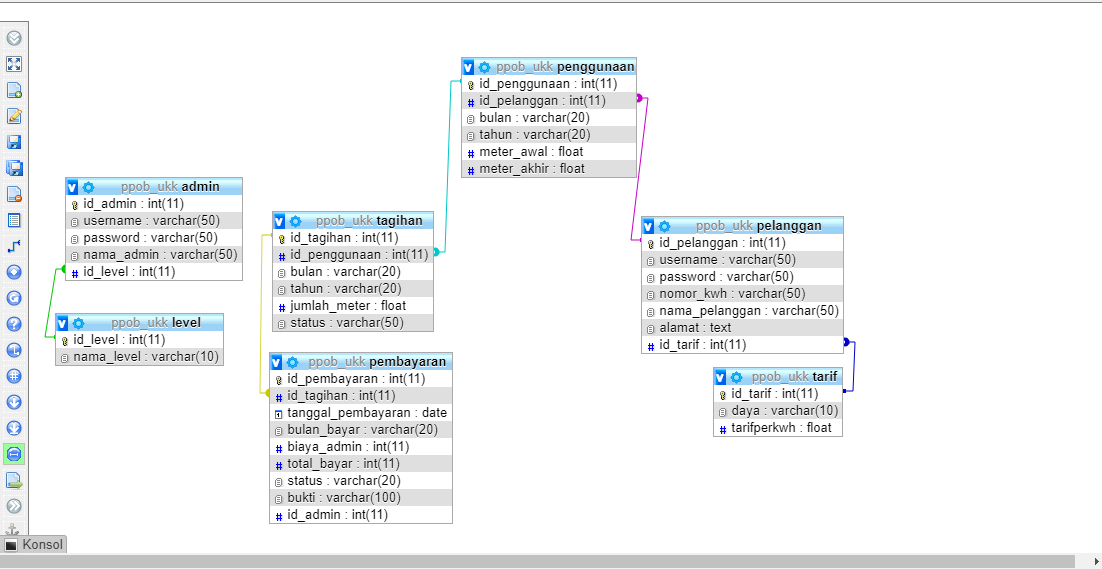 ppob_ukk penggunaan
id_penggunaan : int(11)
id_pelanggan : int(11)
bulan : varchar(20)
tahun : varchar(20)
meter_awal : float
meter_akhir : float
ppob_ukk admin
id_admin : int(11)
username : varchar(50)
password : varchar(50)
nama_admin : varchar(50)
id_level : int(11)
ppob_ukk level
id_level : int(11)
nama_level : varchar(10)
ppob_ukk tagihan
id_tagihan : int(11)
id_penggunaan : int(11)
bulan : varchar(20)
tahun : varchar(20)
jumlah_meter : float
status : varchar(50)
ppob_ukk pembayaran
id_pembayaran : int(11)
id_tagihan : int(11)
tanggal_pembayaran : date
bulan_bayar : varchar(20)
biaya_admin : int(11)
total_bayar : int(11)
status : varchar(20)
bukti : varchar(100)
id_admin : int(11)
ppob_ukk pelanggan
id_pelanggan : int(11)
username : varchar(50)
password : varchar(50)
nomor_kwh : varchar(50)
nama_pelanggan : varchar(50)
alamat : text
id_tarif : int(11)
ppob_ukk tarif
id_tarif : int(11)
daya : varchar(10)
tarifperkwh : float
Konsol